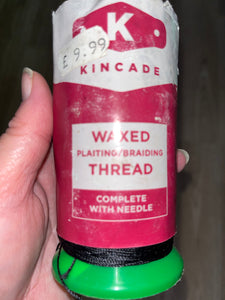 K
£ 9.99
KINCADE
WAXED
PLAITING/BRAIDING
THREAD
COMPLETE
WITH NEEDLE